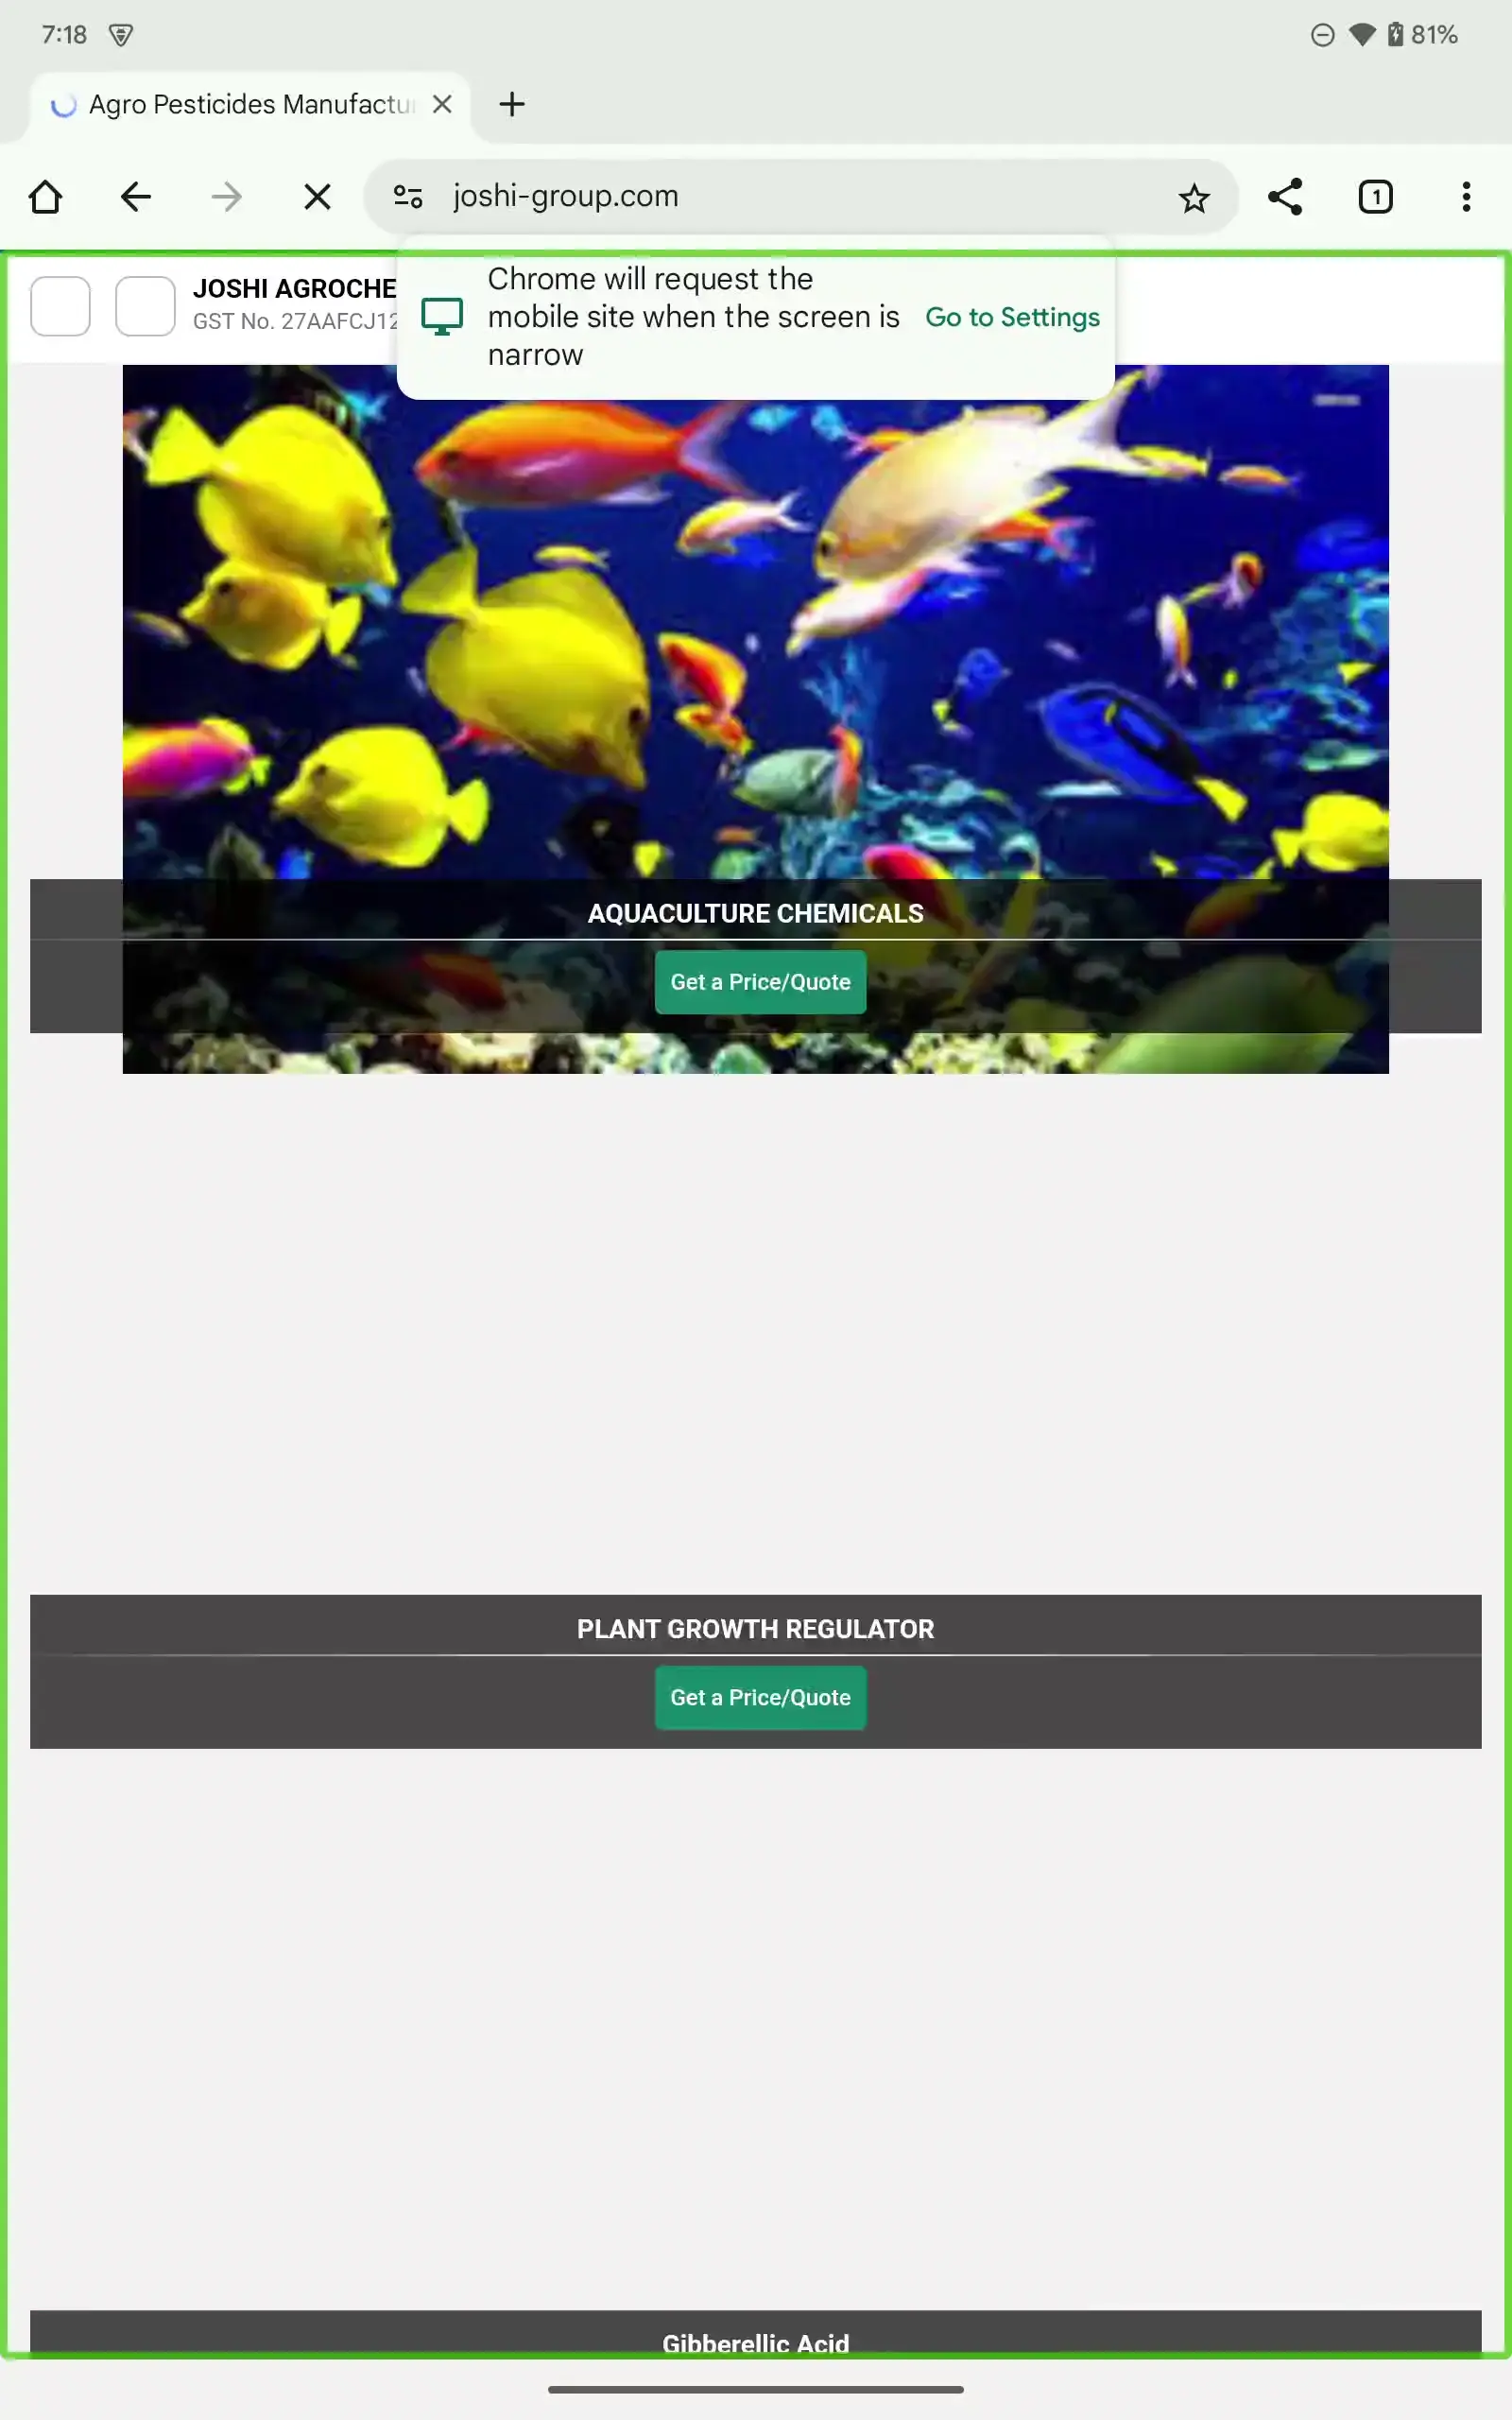 7:18
81%
Agro Pesticides Manufactu
joshi-group.com
1
JOSHI AGROCHE
GST No. 27AAFCJ12
Chrome will request the
mobile site when the screen is
narrow
Go to Settings
AQUACULTURE CHEMICALS
Get a Price/Quote
PLANT GROWTH REGULATOR
Get a Price/Quote
Gibberellic Acid